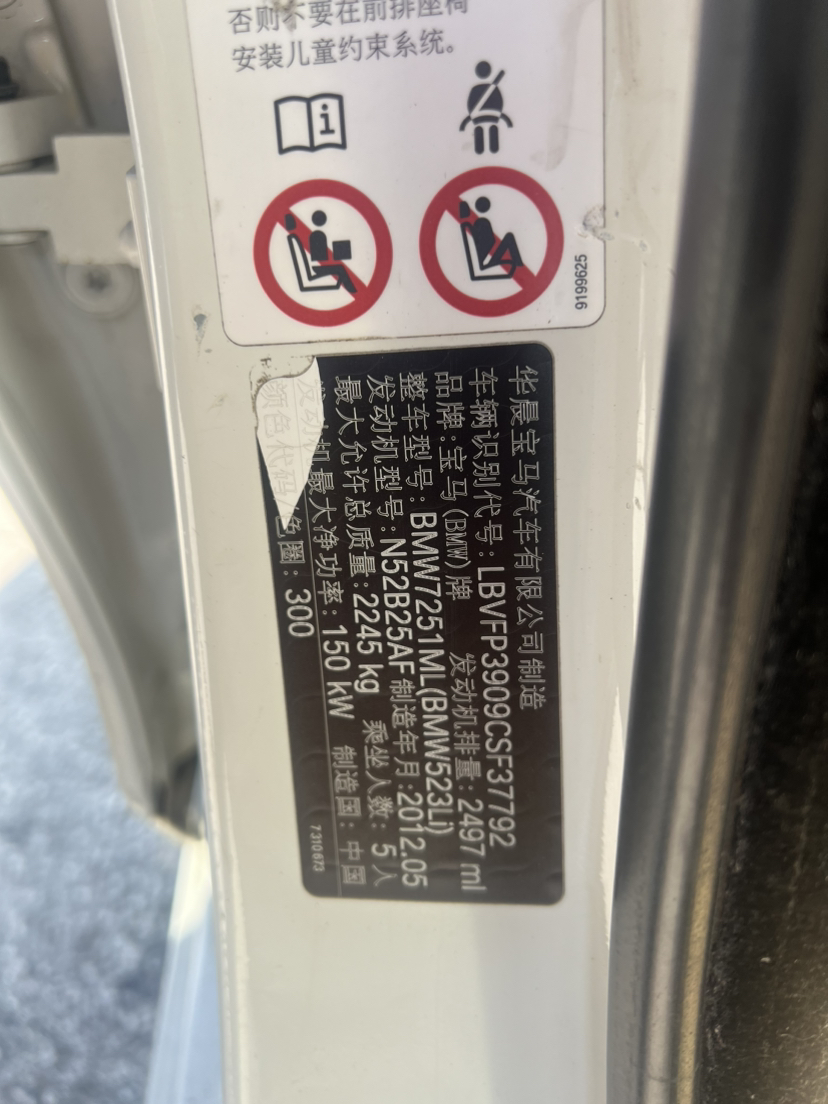 否则不要在前排座椅
安装儿童约束系统。
9199625
华晨宝马汽车有限公司制造
车辆识别代号: LBVFP3909CSF37792
品牌:宝马(BMW)牌 发动机排量: 2497 ml
整车型号: BMW7251ML(BMW523LI)
发动机型号: N52B25AF 制造年月:2012.05
最大允许总质量: 2245 kg 乘坐人数: 5 人
发动机最大净功率: 150 kW 制造国: 中国
颜色代码/色圈: 300
7310673